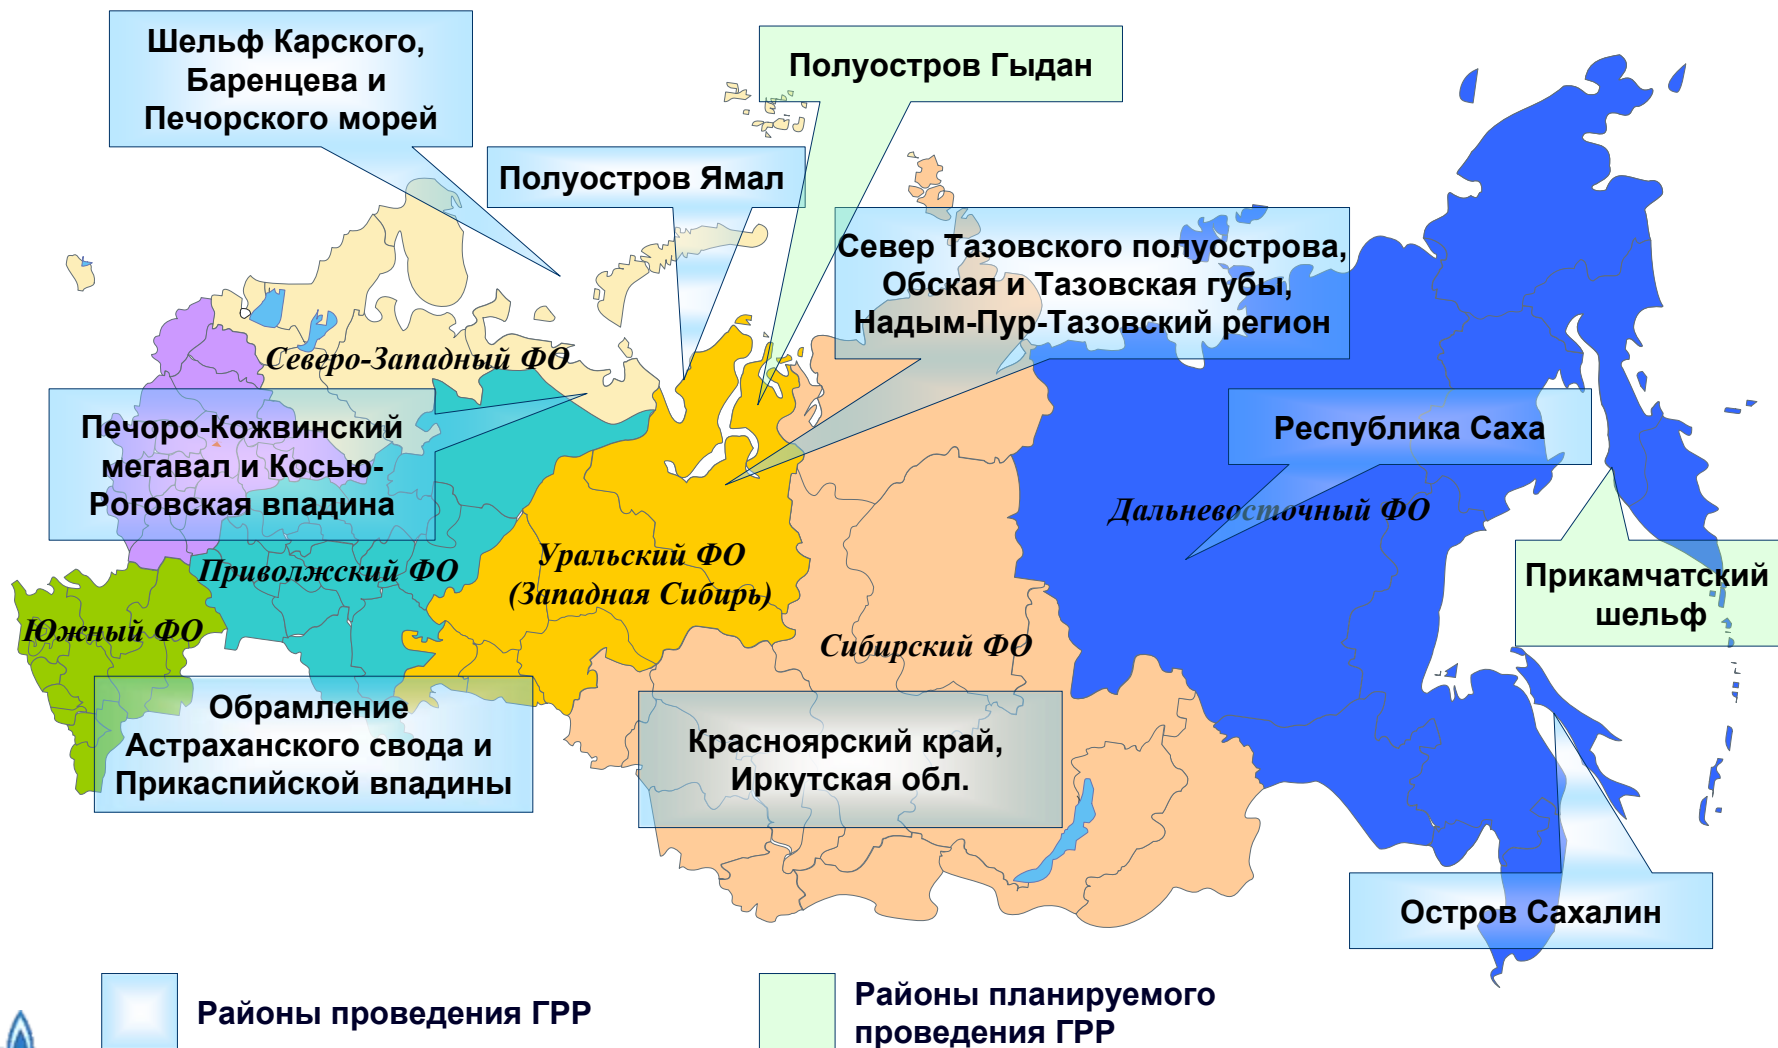 Шельф Карского,
Баренцева и
Печорского морей
Полуостров Гыдан
Полуостров Ямал
Север Тазовского полуострова,
Обская и Тазовская губы,
Надым-Пур-Тазовский регион
Северо-Западный ФО
Печоро-Кожвинский
мегавал и Косью-
Роговская впадина
Республика Саха
Дальневосточный ФО
Уральский ФО
(Западная Сибирь)
Приволжский ФО
Прикамчатский
шельф
Южный ФО
Сибирский ФО
Обрамление
Астраханского свода и
Прикаспийской впадины
Красноярский край,
Иркутская обл.
Остров Сахалин
Районы проведения ГРР
Районы планируемого
проведения ГРР